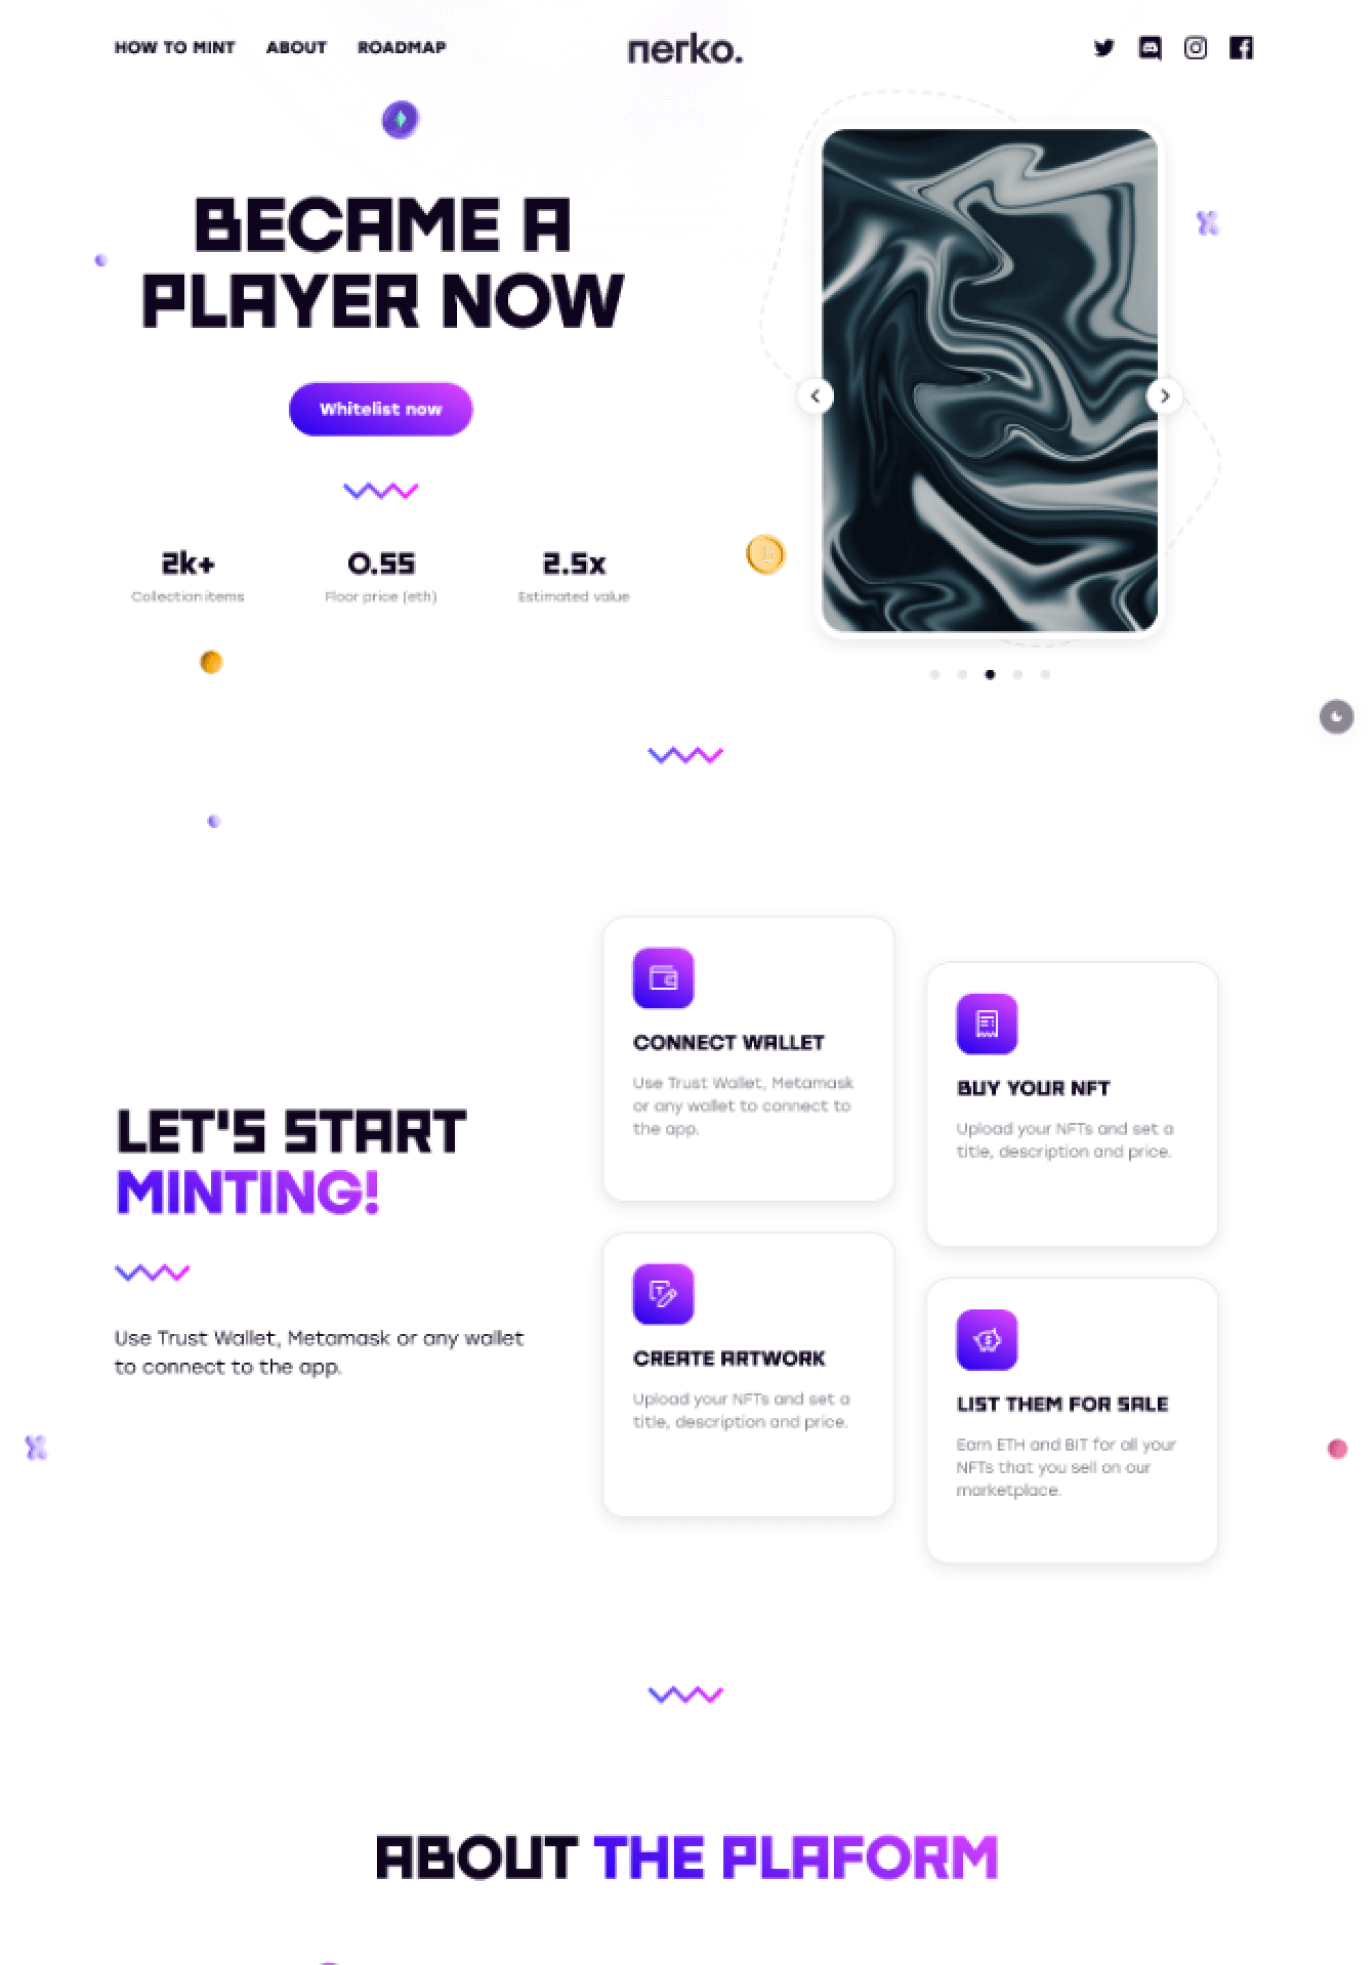 HOW TO MINT ABOUT ROADMAP nerko.
BECAME A
PLAYER NOW
Whitelist now
2k+ 0.55 2.5x
Collection items Floor price (eth) Estimated value
LET'S START
MINTING!
Use Trust Wallet, Metamask or any wallet
to connect to the app.
CONNECT WALLET
Use Trust Wallet, Metamask
or any wallet to connect to
the app.
BUY YOUR NFT
Upload your NFTs and set a
title, description and price.
CREATE ARTWORK
Upload your NFTs and set a
title, description and price.
LIST THEM FOR SALE
Earn ETH and BIT for all your
NFTs that you sell on our
marketplace.
ABOUT THE PLAFORM